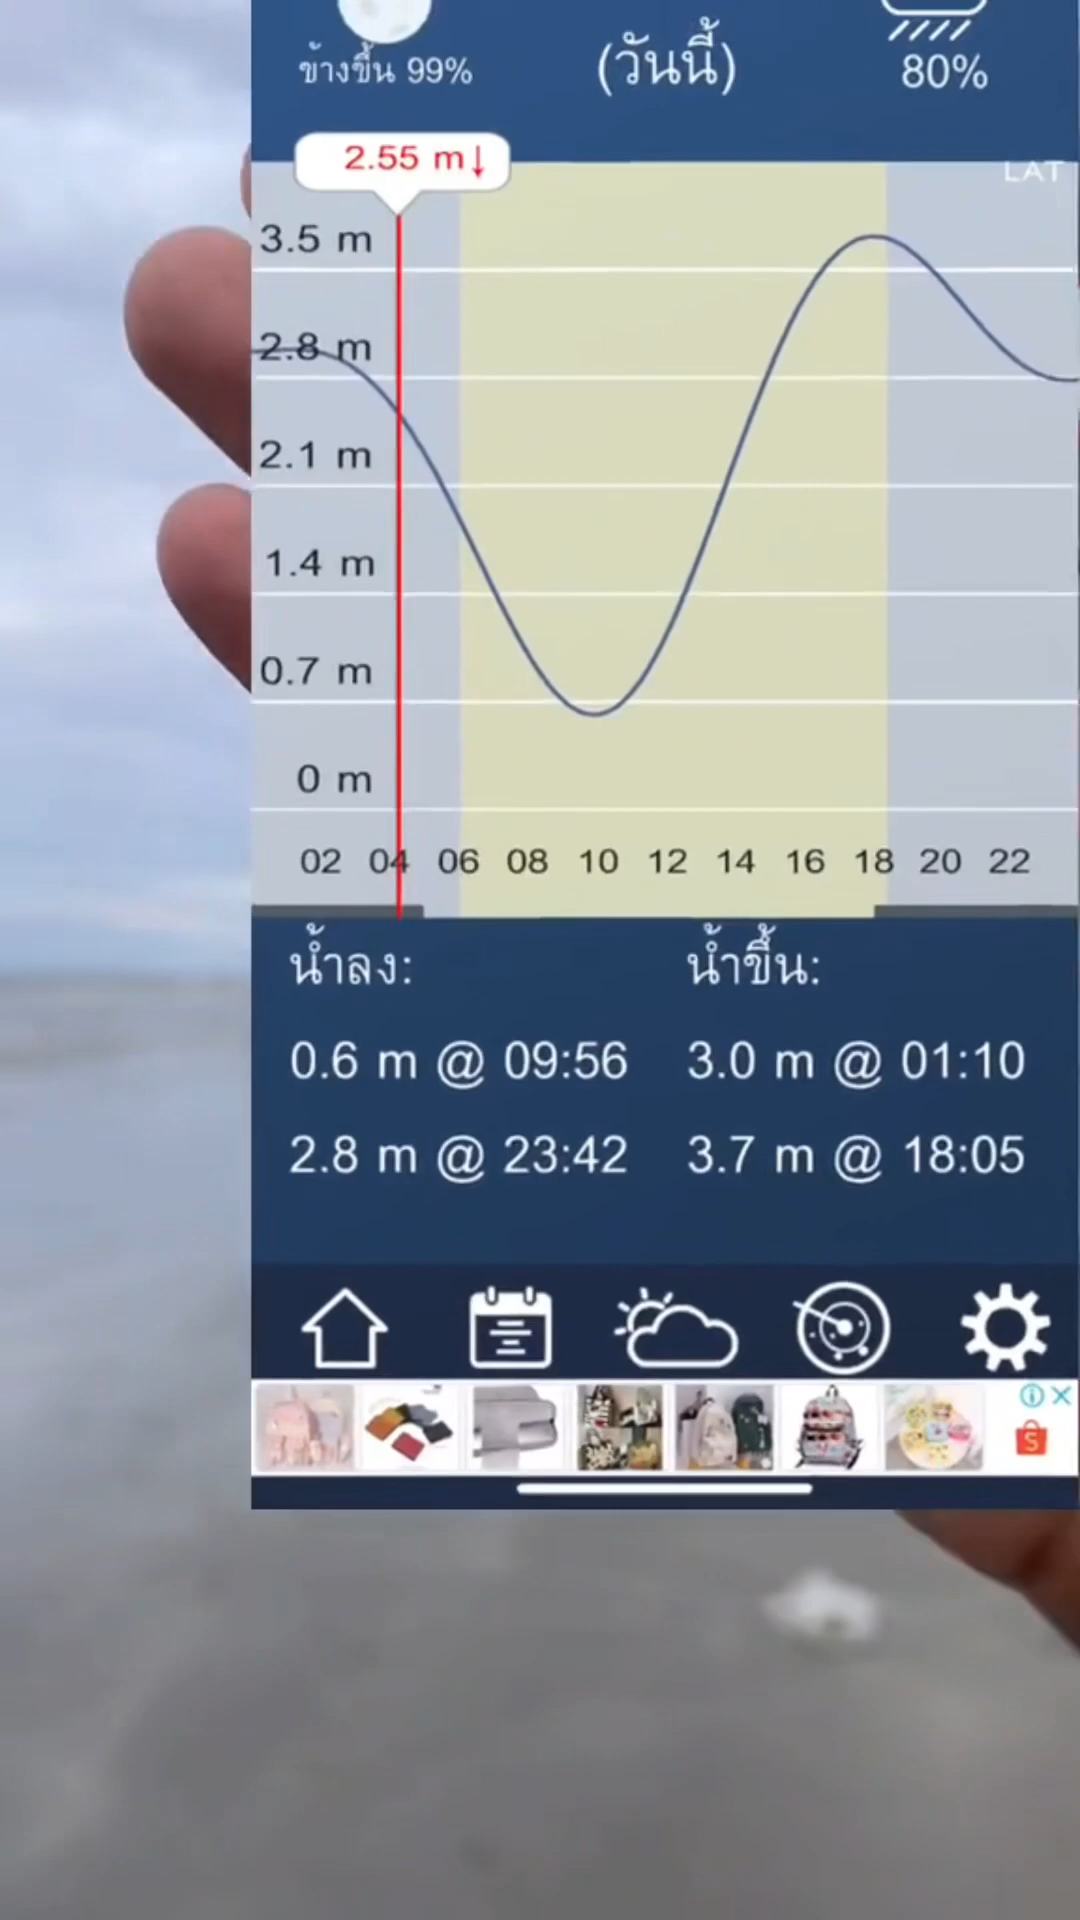 ข้างขึ้น 99%
(วันนี้)
80%
2.55 m↓
LAT
3.5 m
2.8 m
2.1 m
1.4 m
0.7 m
0 m
02 04 06 08 10 12 14 16 18 20 22
น้ำลง:
น้ำขึ้น:
0.6 m @ 09:56
3.0 m @ 01:10
2.8 m @ 23:42
3.7 m @ 18:05
S